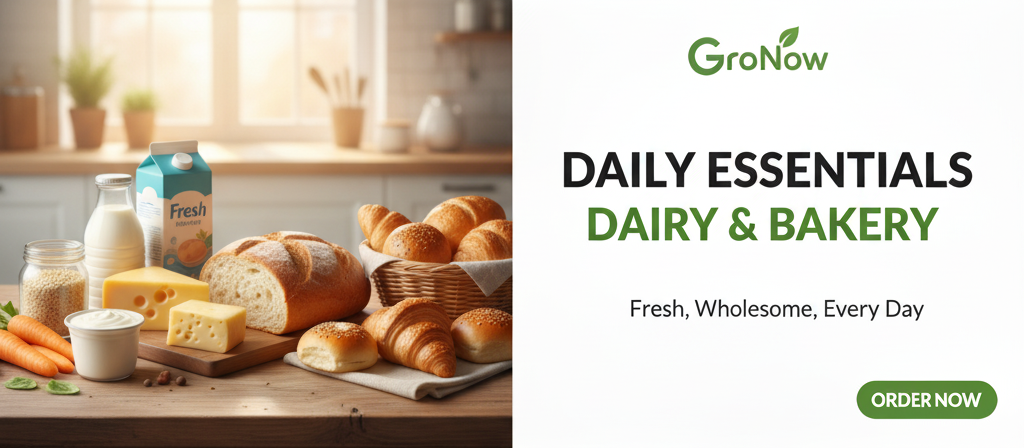 Fresh
GroNow
DAILY ESSENTIALS
DAIRY & BAKERY
Fresh, Wholesome, Every Day
ORDER NOW